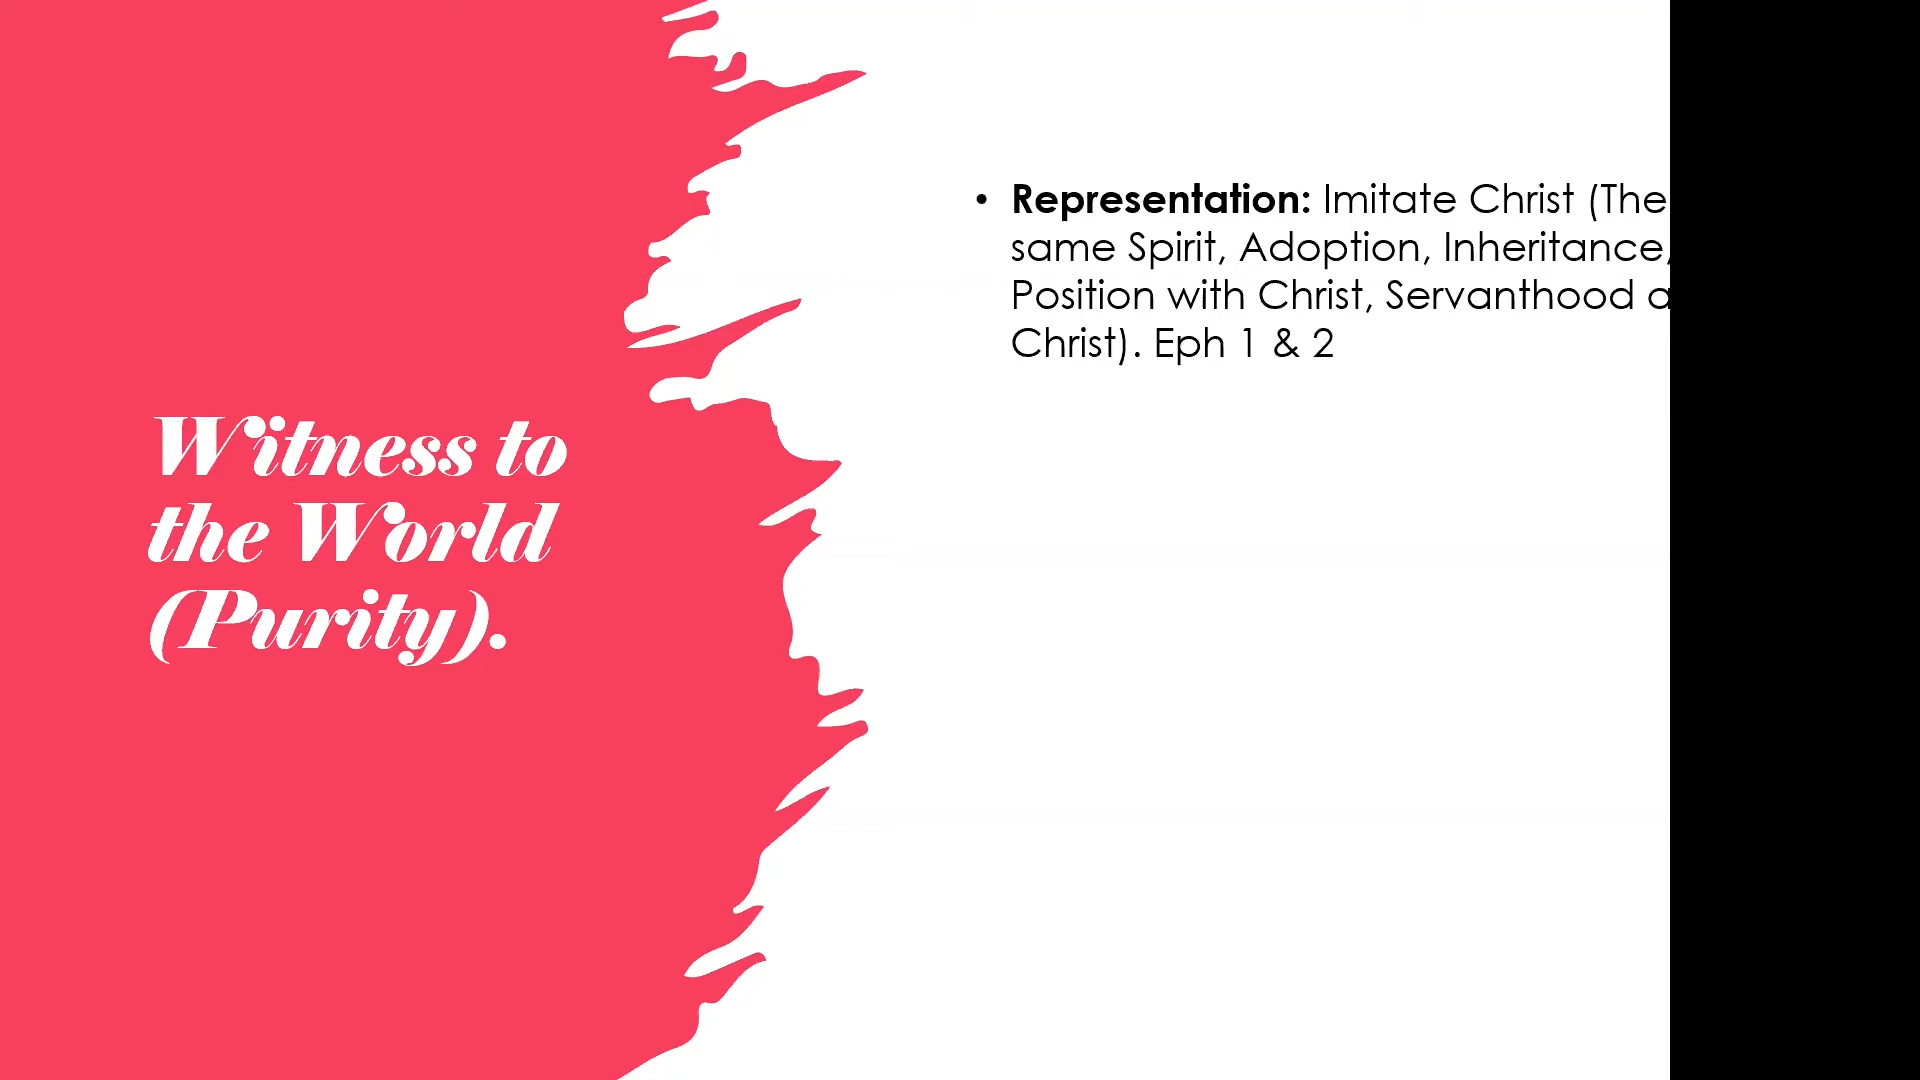 Witness to
the World
(Purity).
• Representation: Imitate Christ (The
same Spirit, Adoption, Inheritance,
Position with Christ, Servanthood
Christ). Eph 1 & 2